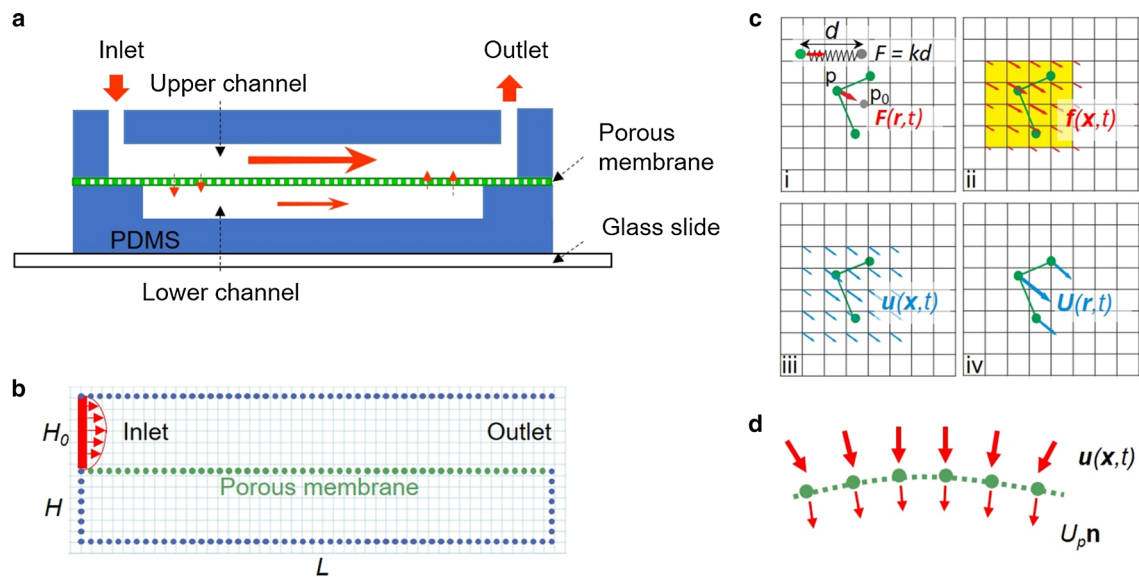 a
Inlet
Outlet
Upper channel
Porous
membrane
Glass slide
PDMS
Lower channel
b
H0
Inlet
Outlet
Porous membrane
H
L
c
d
F = kd
p
p0
F(r,t)
i
f(x,t)
ii
u(x,t)
iii
U(r,t)
iv
d
u(x,t)
Upn